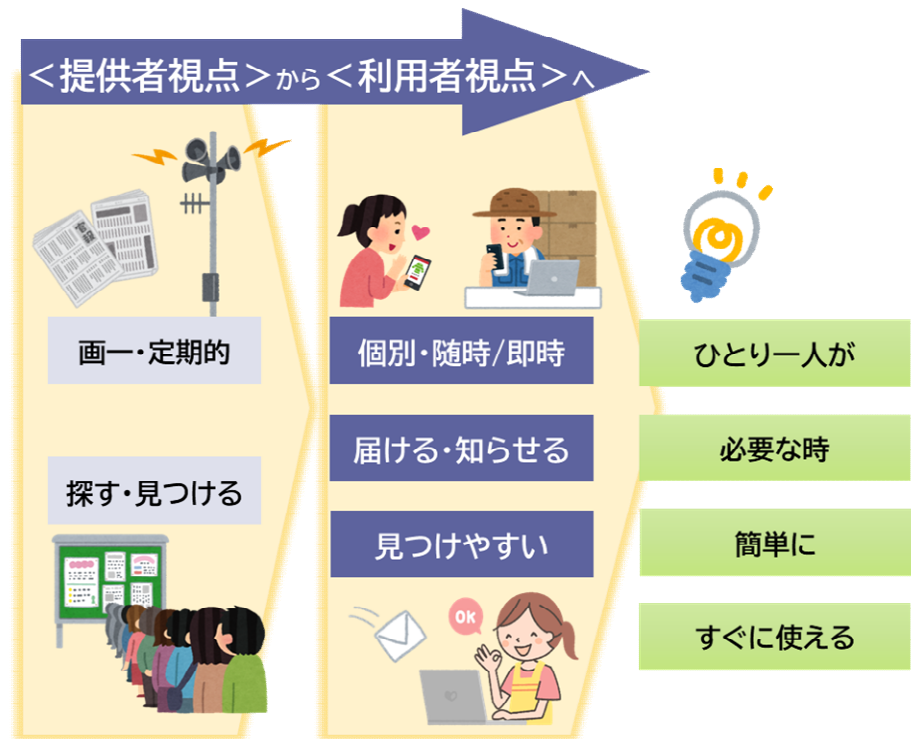 ＜提供者視点＞から＜利用者視点＞へ
画一・定期的
探す・見つける
個別・随時/即時
届ける・知らせる
見つけやすい
OK
ひとり一人が
必要な時
簡単に
すぐに使える